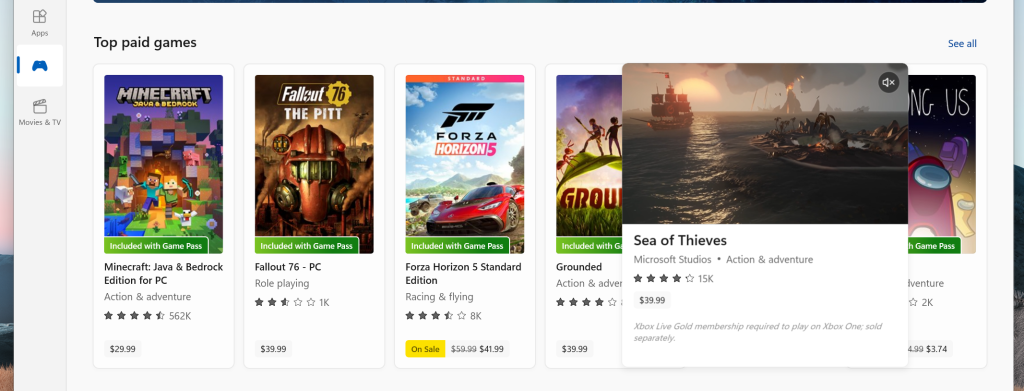 Apps
Movies & TV
Top paid games
See all
MINECRAFT
JAVA & BEDROCK
Included with Game Pass
Minecraft: Java & Bedrock
Edition for PC
Action & adventure
562K
$29.99
Fallout 76
THE PITT
Included with Game Pass
Fallout 76 - PC
Role playing
1K
$39.99
STANDARD
FORZA
HORIZON 5
Included with Game Pass
Forza Horizon 5 Standard
Edition
Racing & flying
8K
On Sale $59.99 $41.99
GROUN
Included with Game Pass
Grounded
Action & adver
$39.99
Sea of Thieves
Microsoft Studios • Action & adventure
15K
$39.99
Xbox Live Gold membership required to play on Xbox One; sold
separately.
ONG US
h Game Pass
dventure
2K
4.99 $3.74